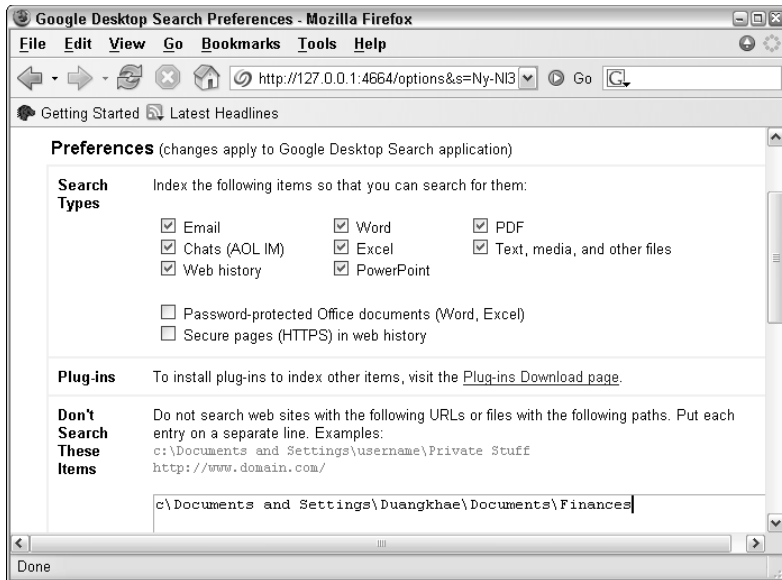 Google Desktop Search Preferences - Mozilla Firefox
File Edit View Go Bookmarks Tools Help
http://127.0.0.1:4664/options&s=Ny-NI3 Go G
Getting Started Latest Headlines
Preferences (changes apply to Google Desktop Search application)
Search Types
Index the following items so that you can search for them:
Email Word PDF
Chats (AOL IM) Excel Text, media, and other files
Web history PowerPoint
Password-protected Office documents (Word, Excel)
Secure pages (HTTPS) in web history
Plug-ins To install plug-ins to index other items, visit the Plug-ins Download page.
Don't
Search
These
Items
Do not search web sites with the following URLs or files with the following paths. Put each
entry on a separate line. Examples:
c:\Documents and Settings\username\Private Stuff
http://www.domain.com/
c\Documents and Settings\Duangkhae\Documents\Finances
Done